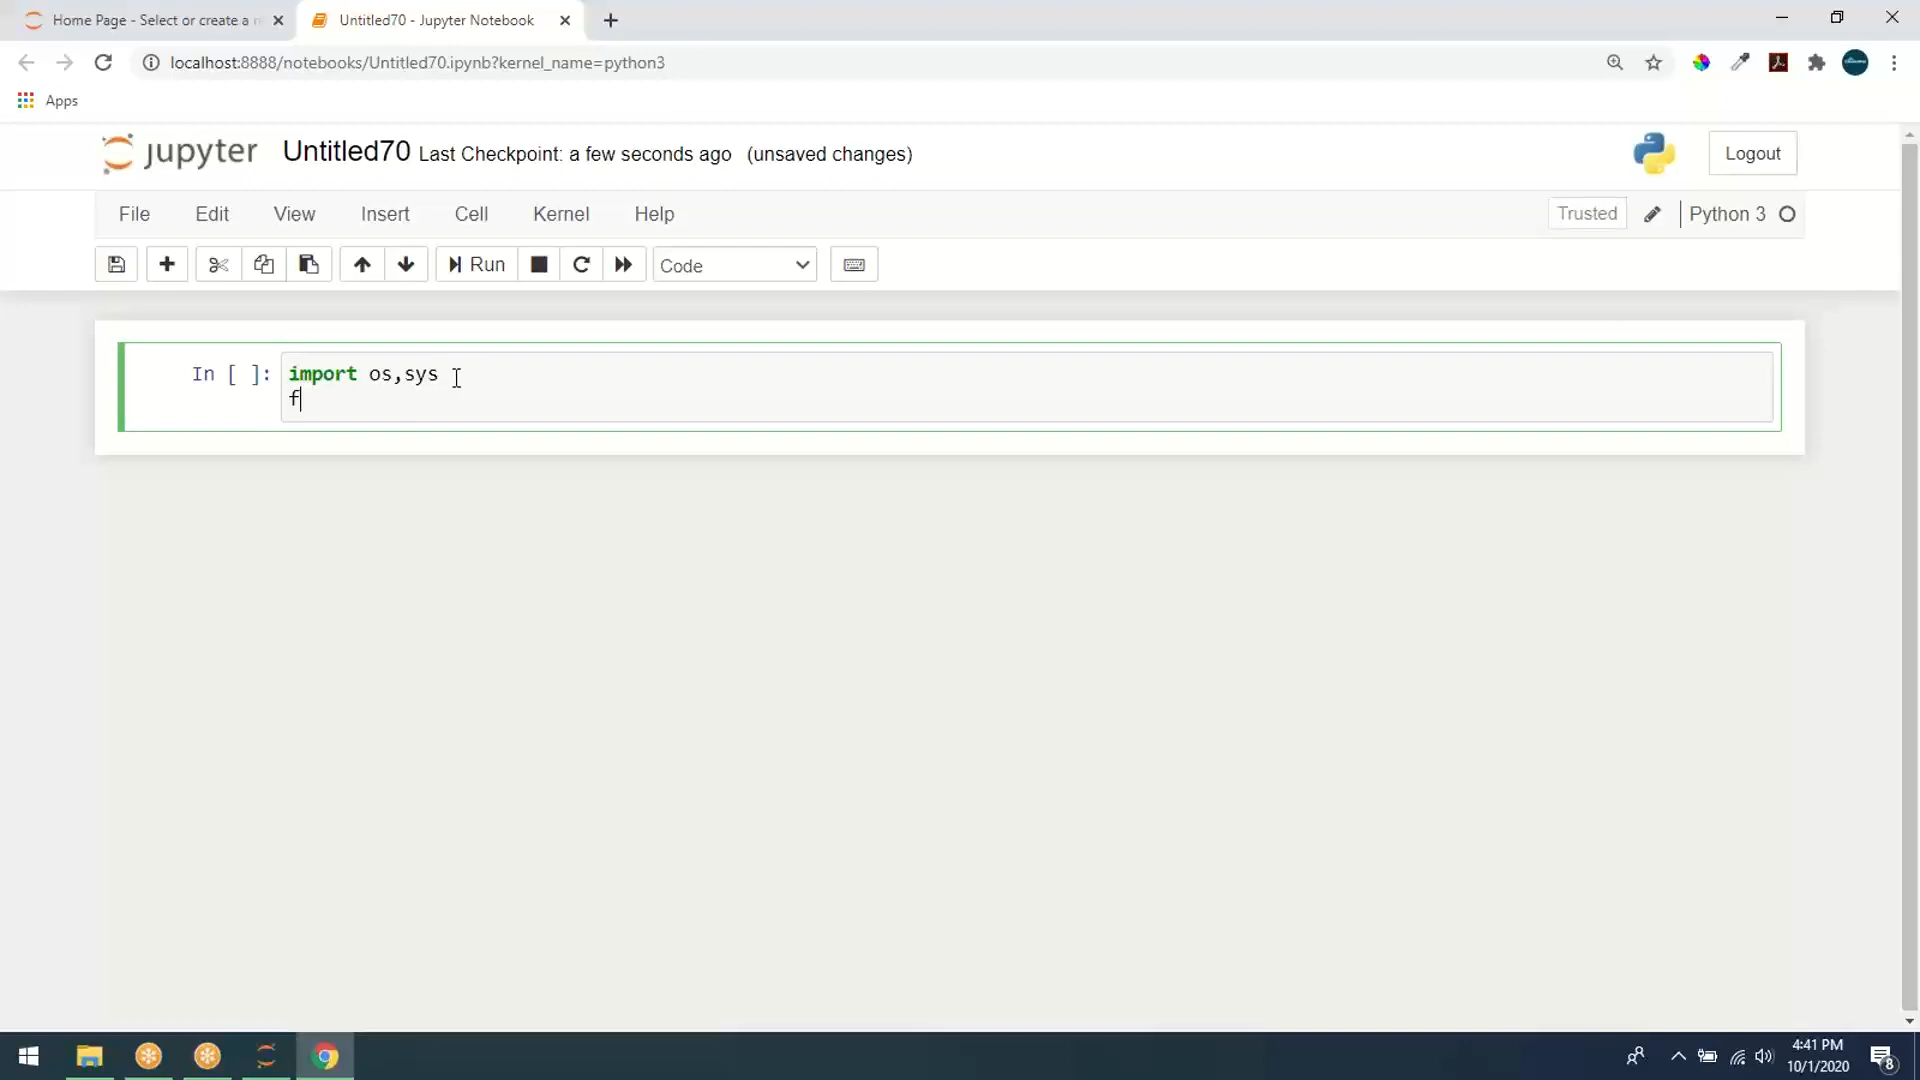 Home Page - Select or create a n
Untitled70 - Jupyter Notebook
localhost:8888/notebooks/Untitled70.ipynb?kernel_name=python3
Apps
jupyter Untitled70 Last Checkpoint: a few seconds ago (unsaved changes)
Logout
File Edit View Insert Cell Kernel Help
Trusted
Python 3
Run
Code
In [ ]: import os,sys
f
4:41 PM
10/1/2020
8